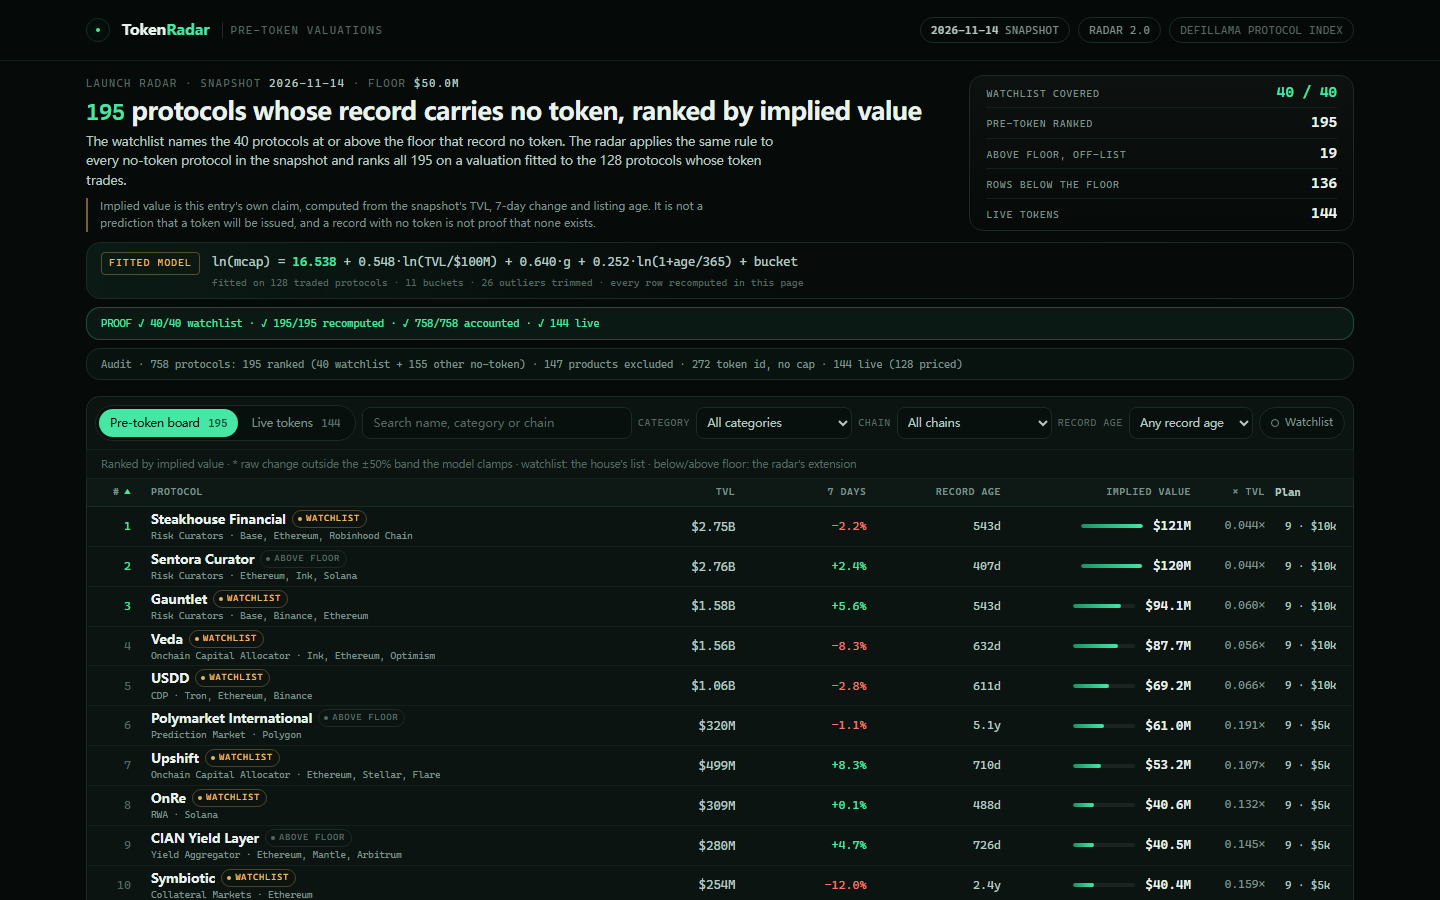 TokenRadar PRE-TOKEN VALUATIONS 2026-11-14 SNAPSHOT RADAR 2.0 DEFILLAMA PROTOCOL INDEX
LAUNCH RADAR · SNAPSHOT 2026-11-14 · FLOOR $50.0M
195 protocols whose record carries no token, ranked by implied value
The watchlist names the 40 protocols at or above the floor that record no token. The radar applies the same rule to
every no-token protocol in the snapshot and ranks all 195 on a valuation fitted to the 128 protocols whose token
trades.
Implied value is this entry's own claim, computed from the snapshot's TVL, 7-day change and listing age. It is not a
prediction that a token will be issued, and a record with no token is not proof that none exists.
WATCHLIST COVERED 40 / 40
PRE-TOKEN RANKED 195
ABOVE FLOOR, OFF-LIST 19
ROWS BELOW THE FLOOR 136
LIVE TOKENS 144
FITTED MODEL ln(mcap) = 16.538 + 0.548·ln(TVL/$100M) + 0.640·g + 0.252·ln(1+age/365) + bucket
fitted on 128 traded protocols · 11 buckets · 26 outliers trimmed · every row recomputed in this page
PROOF ✓ 40/40 watchlist · ✓ 195/195 recomputed · ✓ 758/758 accounted · ✓ 144 live
Audit · 758 protocols: 195 ranked (40 watchlist + 155 other no-token) · 147 products excluded · 272 token id, no cap · 144 live (128 priced)
Pre-token board 195 Live tokens 144 Search name, category or chain CATEGORY All categories CHAIN All chains RECORD AGE Any record age Watchlist
Ranked by implied value · * raw change outside the ±50% band the model clamps · watchlist: the house's list · below/above floor: the radar's extension
# ▲ PROTOCOL TVL 7 DAYS RECORD AGE IMPLIED VALUE × TVL Plan
1 Steakhouse Financial WATCHLIST $2.75B −2.2% 543d $121M 0.044× 9 · $10k
Risk Curators · Base, Ethereum, Robinhood Chain
2 Sentora Curator ABOVE FLOOR $2.76B +2.4% 407d $120M 0.044× 9 · $10k
Risk Curators · Ethereum, Ink, Solana
3 Gauntlet WATCHLIST $1.58B +5.6% 543d $94.1M 0.060× 9 · $10k
Risk Curators · Base, Binance, Ethereum
4 Veda WATCHLIST $1.56B −8.3% 632d $87.7M 0.056× 9 · $10k
Onchain Capital Allocator · Ink, Ethereum, Optimism
5 USDD WATCHLIST $1.06B −2.8% 611d $69.2M 0.066× 9 · $10k
CDP · Tron, Ethereum, Binance
6 Polymarket International ABOVE FLOOR $320M −1.1% 5.1y $61.0M 0.191× 9 · $5k
Prediction Market · Polygon
7 Upshift WATCHLIST $499M +8.3% 710d $53.2M 0.107× 9 · $5k
Onchain Capital Allocator · Ethereum, Stellar, Flare
8 OnRe WATCHLIST $309M +0.1% 488d $40.6M 0.132× 9 · $5k
RWA · Solana
9 CIAN Yield Layer ABOVE FLOOR $280M +4.7% 726d $40.5M 0.145× 9 · $5k
Yield Aggregator · Ethereum, Mantle, Arbitrum
10 Symbiotic WATCHLIST $254M −12.0% 2.4y $40.4M 0.159× 9 · $5k
Collateral Markets · Ethereum